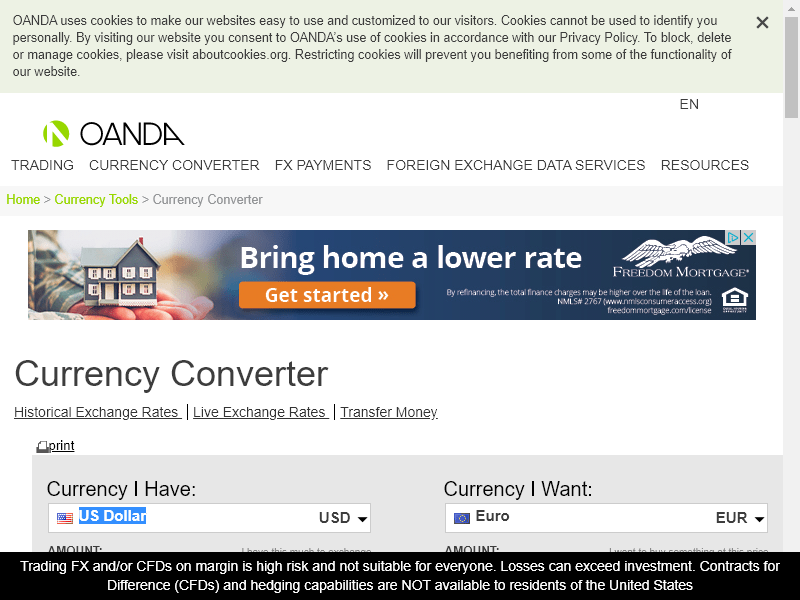 OANDA uses cookies to make our websites easy to use and customized to our visitors. Cookies cannot be used to identify you
personally. By visiting our website you consent to OANDA's use of cookies in accordance with our Privacy Policy. To block, delete
or manage cookies, please visit aboutcookies.org. Restricting cookies will prevent you benefiting from some of the functionality of
our website.
EN
OANDA
TRADING CURRENCY CONVERTER FX PAYMENTS FOREIGN EXCHANGE DATA SERVICES RESOURCES
Home > Currency Tools > Currency Converter
Bring home a lower rate
Get started »
FREEDOM MORTGAGE®
By refinancing, the total finance charges may be higher over the life of the loan.
NMLS# 2767 (www.nmlsconsumeraccess.org)
freedommortgage.com/license
Currency Converter
Historical Exchange Rates | Live Exchange Rates | Transfer Money
print
Currency I Have: Currency I Want:
US Dollar USD Euro EUR
AMOUNT: I have this much to exchange AMOUNT: I want to buy something at this price
Trading FX and/or CFDs on margin is high risk and not suitable for everyone. Losses can exceed investment. Contracts for
Difference (CFDs) and hedging capabilities are NOT available to residents of the United States